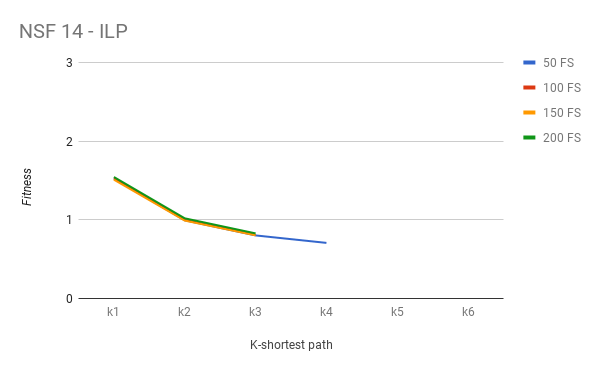 NSF 14 - ILP
50 FS
100 FS
150 FS
200 FS
Fitness
3
2
1
0
k1 k2 k3 k4 k5 k6
K-shortest path